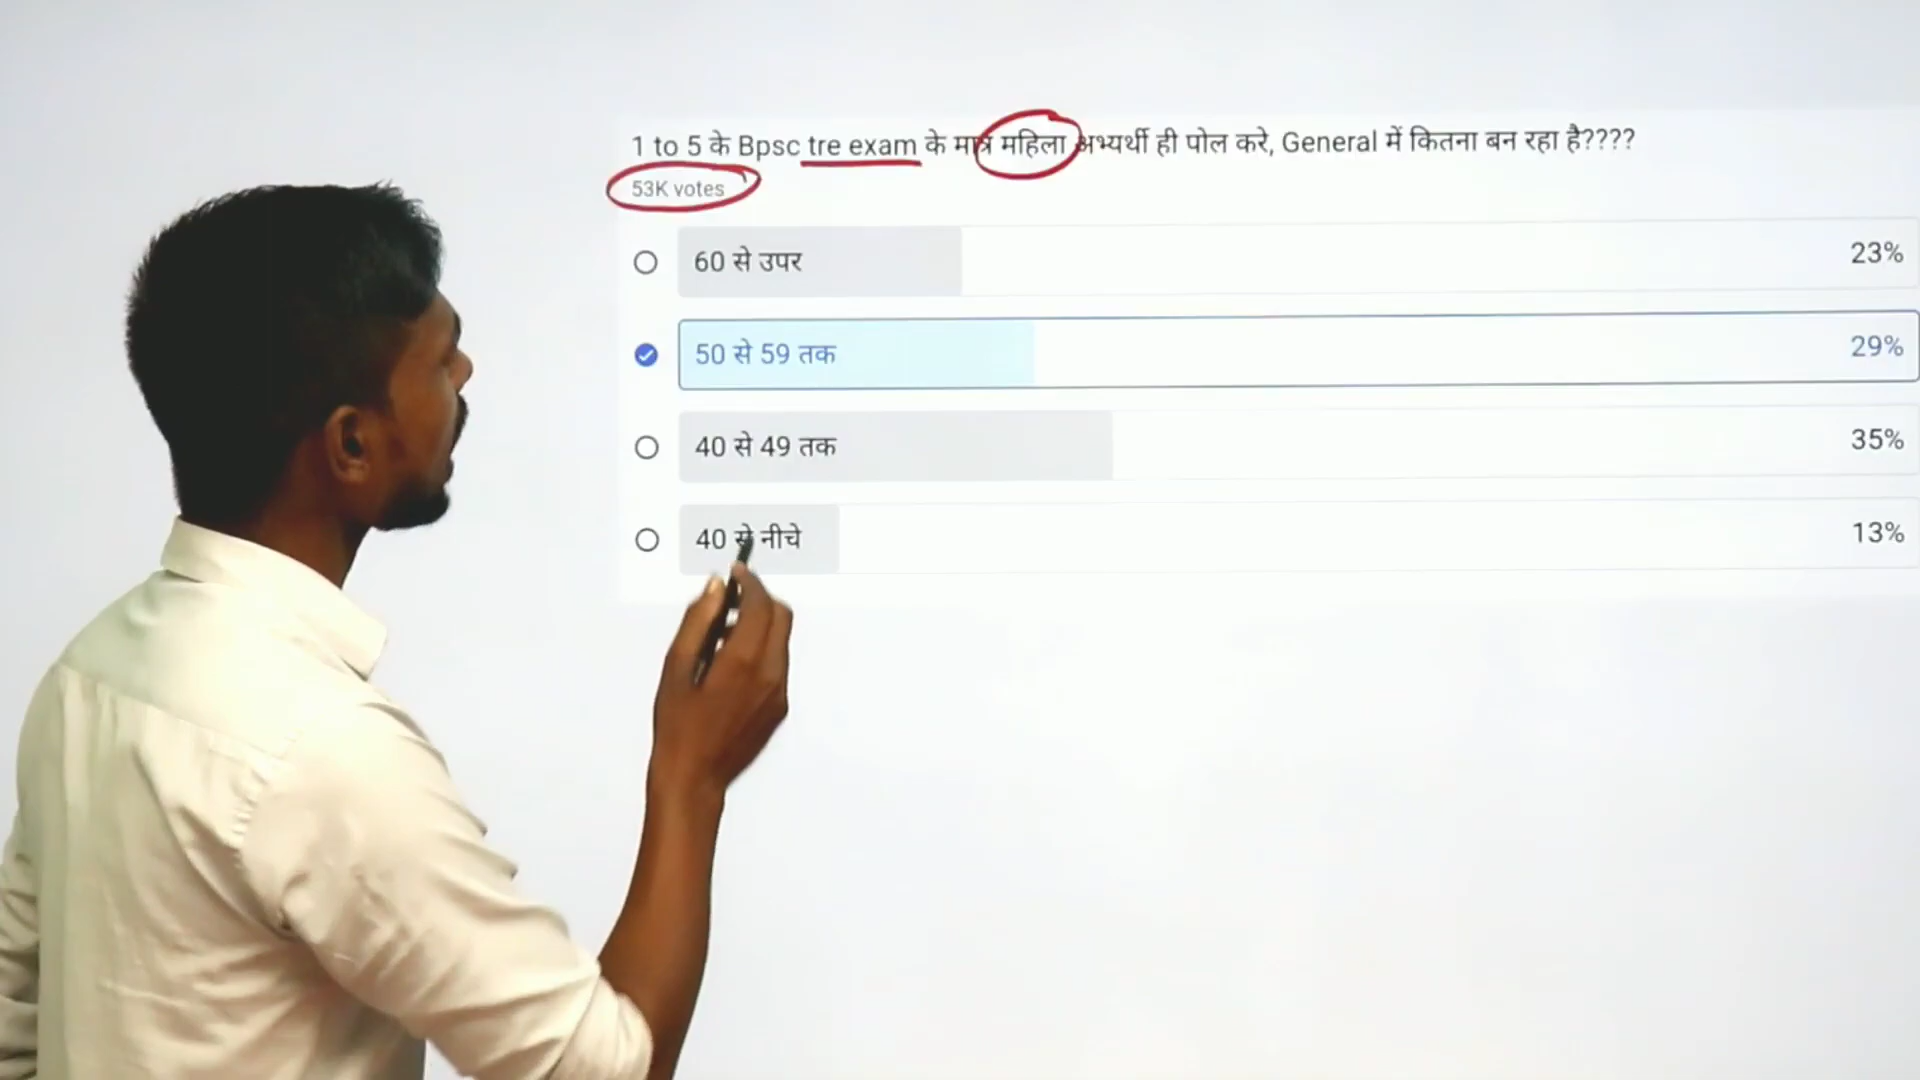 1 to 5 के Bpsc tre exam के मात्र महिला अभ्यर्थी ही पोल करे, General में कितना बन रहा है????
53K votes
60 से उपर 23%
50 से 59 तक 29%
40 से 49 तक 35%
40 से नीचे 13%